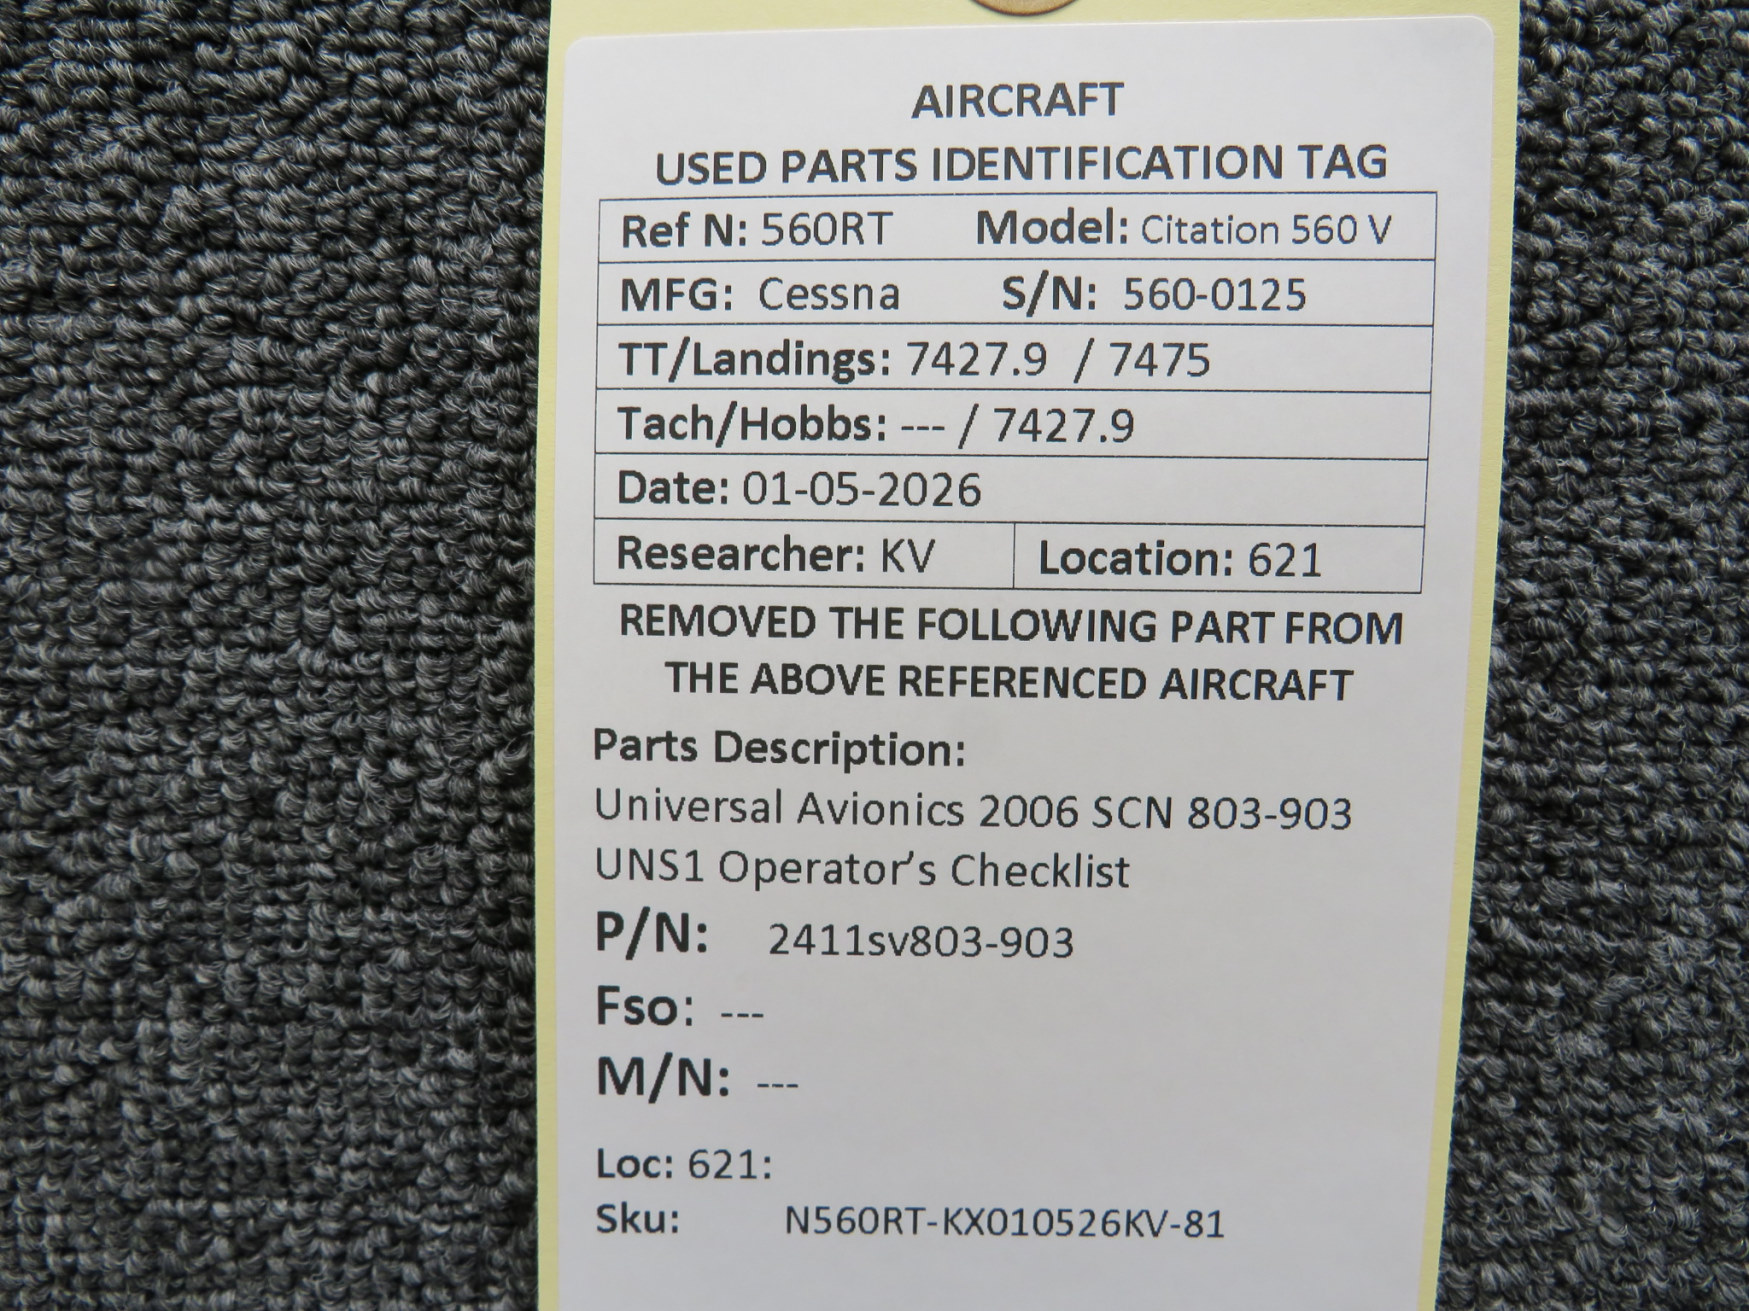 AIRCRAFT
USED PARTS IDENTIFICATION TAG
Ref N: 560RT Model: Citation 560 V
MFG: Cessna S/N: 560-0125
TT/Landings: 7427.9 / 7475
Tach/Hobbs: --- / 7427.9
Date: 01-05-2026
Researcher: KV Location: 621
REMOVED THE FOLLOWING PART FROM
THE ABOVE REFERENCED AIRCRAFT
Parts Description:
Universal Avionics 2006 SCN 803-903
UNS1 Operator's Checklist
P/N: 2411sv803-903
Fso: ---
M/N: ---
Loc: 621:
Sku: N560RT-KX010526KV-81